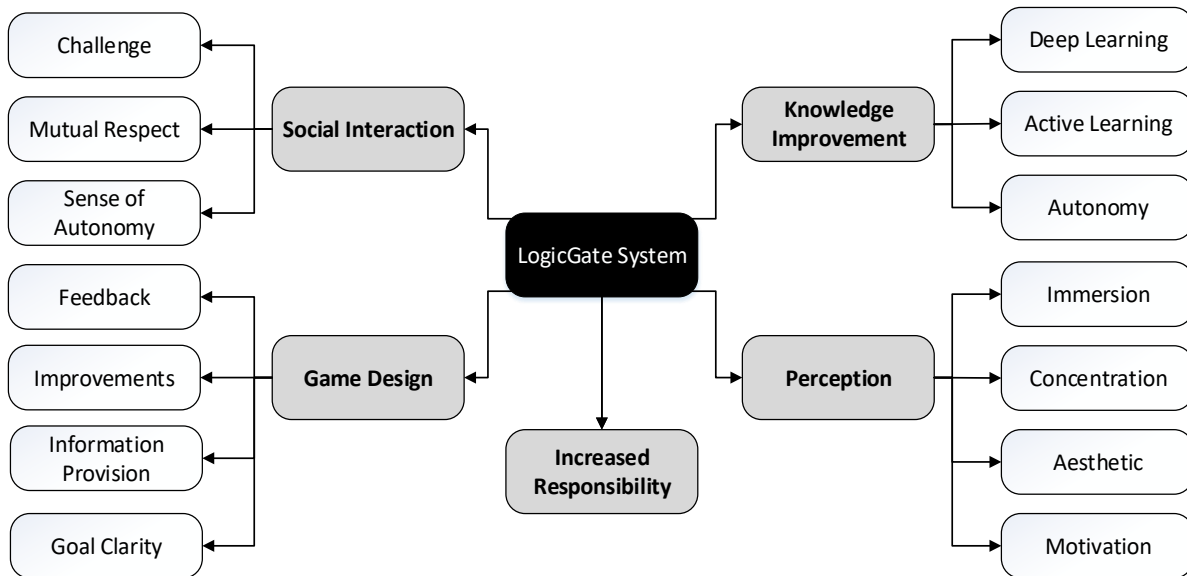 Challenge
Mutual Respect
Sense of
Autonomy
Social Interaction
Feedback
Improvements
Information
Provision
Goal Clarity
Game Design
LogicGate System
Increased
Responsibility
Knowledge
Improvement
Deep Learning
Active Learning
Autonomy
Perception
Immersion
Concentration
Aesthetic
Motivation